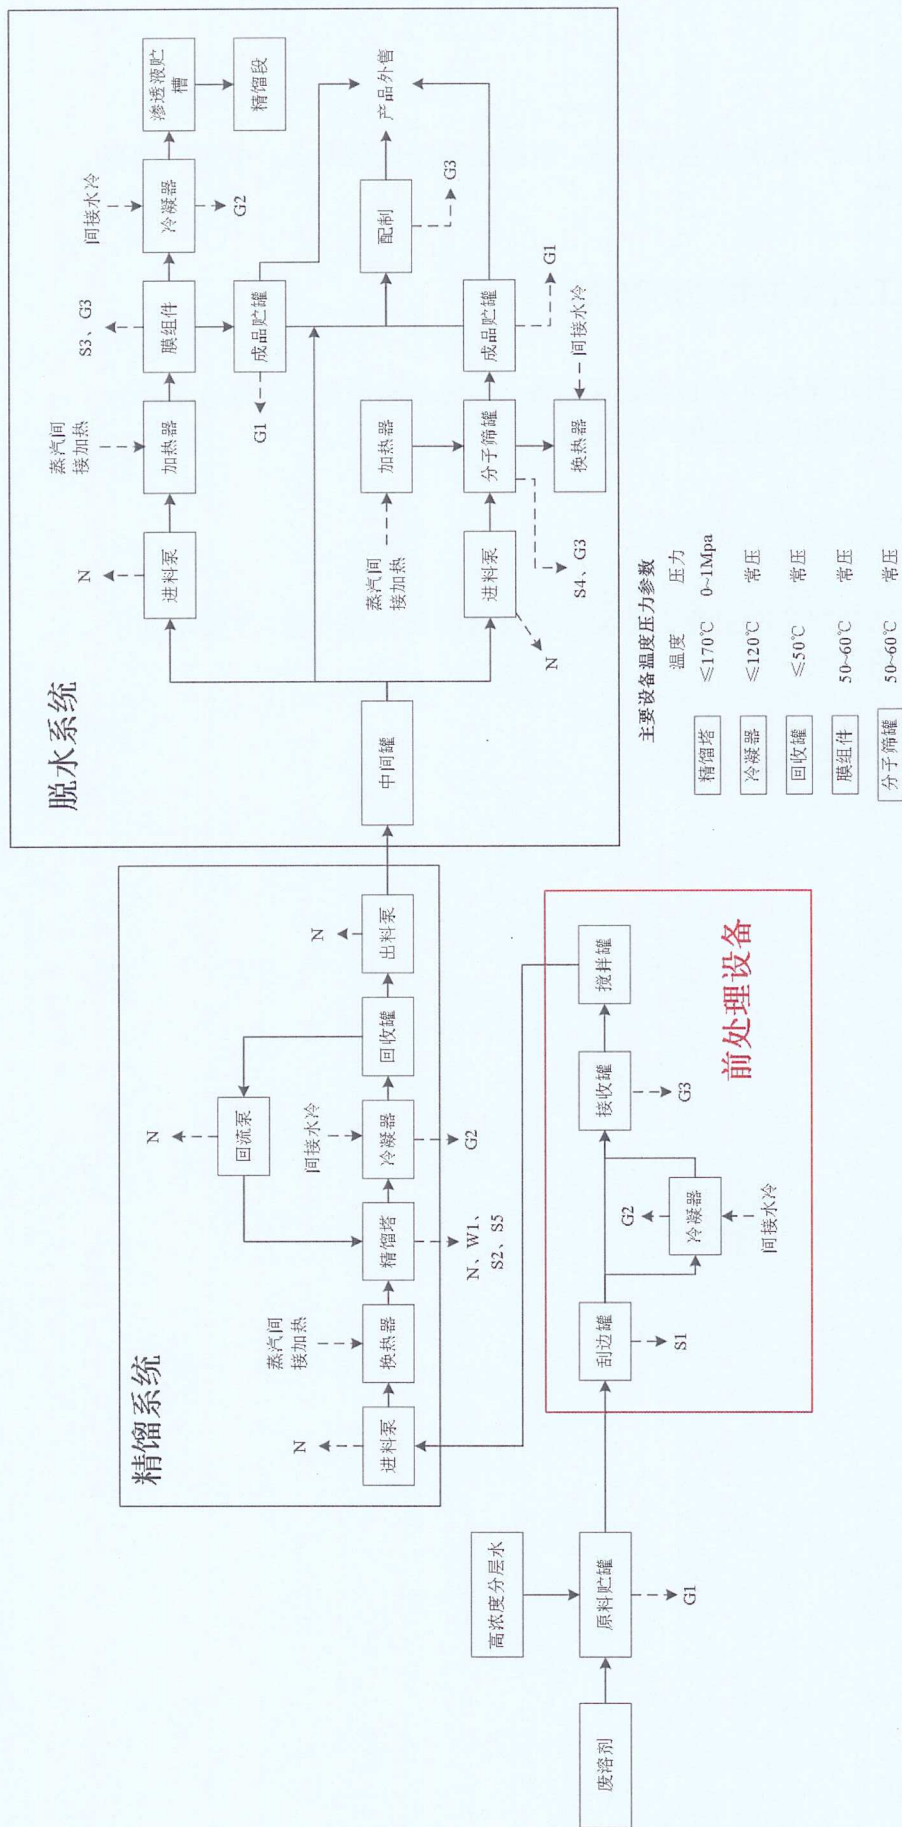 脱水系统
N
进料泵
蒸汽间
接加热
加热器
S3、G3
膜组件
间接水冷
冷凝器
G2
渗透液贮
槽
精馏段
成品贮罐
G1
中间罐
配制
G3
产品外售
N
进料泵
蒸汽间
接加热
加热器
分子筛罐
S4、G3
换热器
间接水冷
成品贮罐
G1
精馏系统
N
进料泵
蒸汽间
接加热
换热器
精馏塔
N、W1、
S2、S5
N
回流泵
间接水冷
冷凝器
G2
回收罐
N
出料泵
废溶剂
高浓度分层水
原料贮罐
G1
刮边罐
S1
G2
冷凝器
间接水冷
接收罐
G3
搅拌罐
前处理设备
主要设备温度压力参数
温度 压力
精馏塔 ≤170℃ 0~1Mpa
冷凝器 ≤120℃ 常压
回收罐 ≤50℃ 常压
膜组件 50~60℃ 常压
分子筛罐 50~60℃ 常压